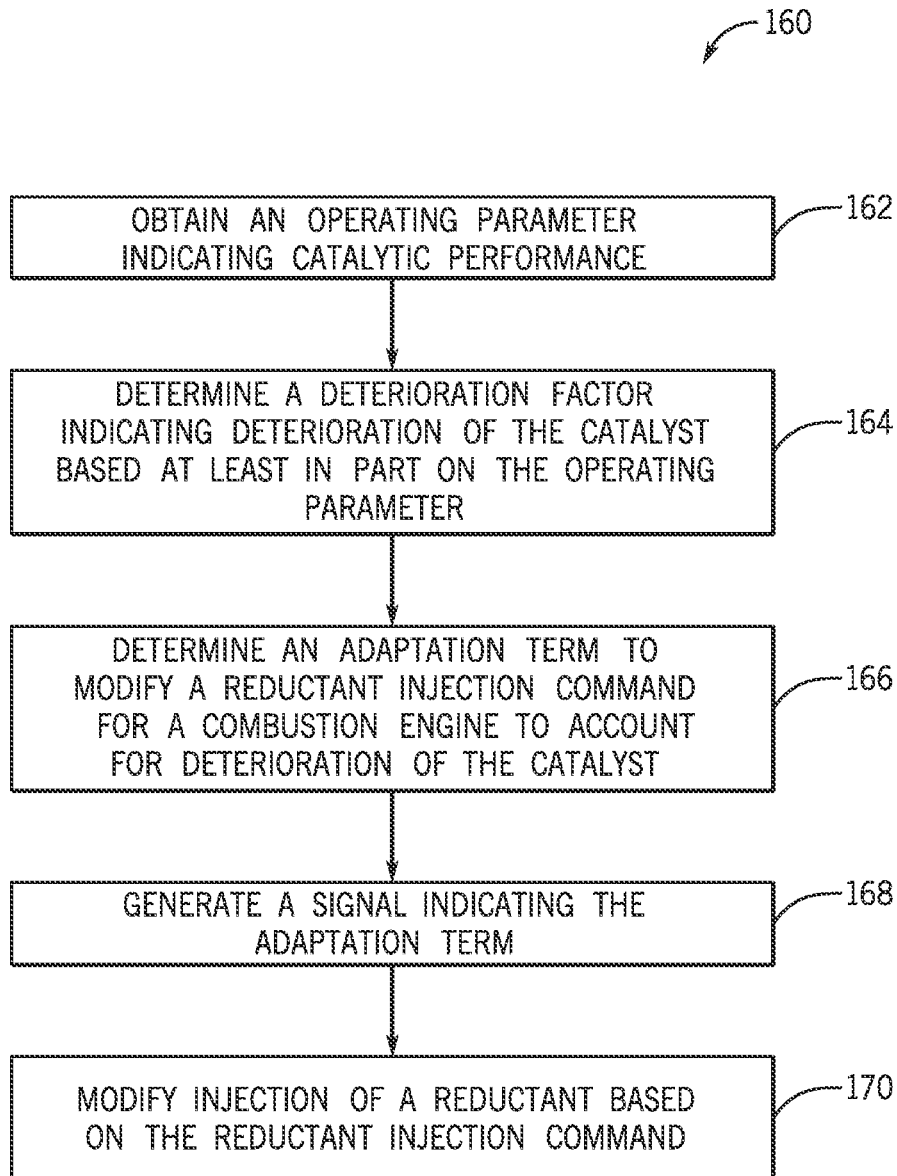 160
OBTAIN AN OPERATING PARAMETER
INDICATING CATALYTIC PERFORMANCE
162
DETERMINE A DETERIORATION FACTOR
INDICATING DETERIORATION OF THE CATALYST
BASED AT LEAST IN PART ON THE OPERATING
PARAMETER
164
DETERMINE AN ADAPTATION TERM TO
MODIFY A REDUCTANT INJECTION COMMAND
FOR A COMBUSTION ENGINE TO ACCOUNT
FOR DETERIORATION OF THE CATALYST
166
GENERATE A SIGNAL INDICATING THE
ADAPTATION TERM
168
MODIFY INJECTION OF A REDUCTANT BASED
ON THE REDUCTANT INJECTION COMMAND
170